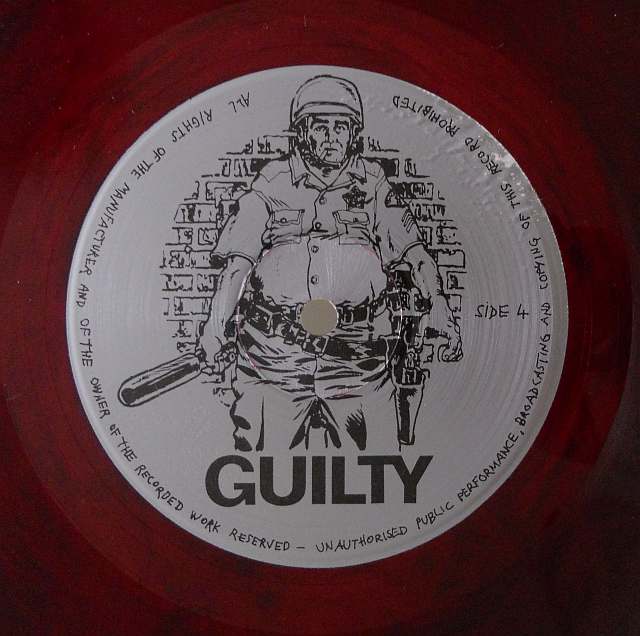 ALL RIGHTS OF THE MANUFACTURER AND OF THE OWNER OF THE RECORDED WORK RESERVED – UNAUTHORISED PUBLIC PERFORMANCE, BROADCASTING AND COPYING OF THIS RECORD PROHIBITED
SIDE 4
GUILTY